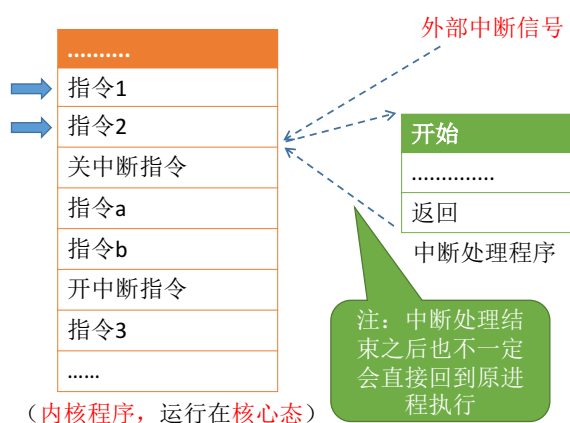 外部中断信号
..........
指令1
指令2
关中断指令
指令a
指令b
开中断指令
指令3
......
（内核程序，运行在核心态）
开始
..............
返回
中断处理程序
注：中断处理结
束之后也不一定
会直接回到原进
程执行